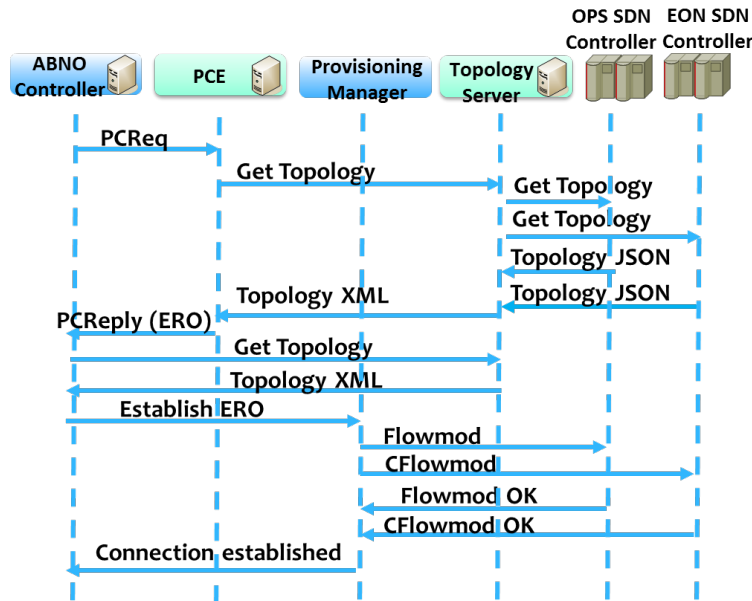 OPS SDN
Controller
EON SDN
Controller
ABNO
Controller
PCE
Provisioning
Manager
Topology
Server
PCReq
Get Topology
Get Topology
Get Topology
Topology JSON
Topology XML
Topology JSON
PCReply (ERO)
Get Topology
Topology XML
Establish ERO
Flowmod
CFlowmod
Flowmod OK
CFlowmod OK
Connection established